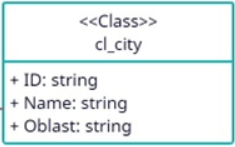 <<Class>>
cl_city
+ ID: string
+ Name: string
+ Oblast: string